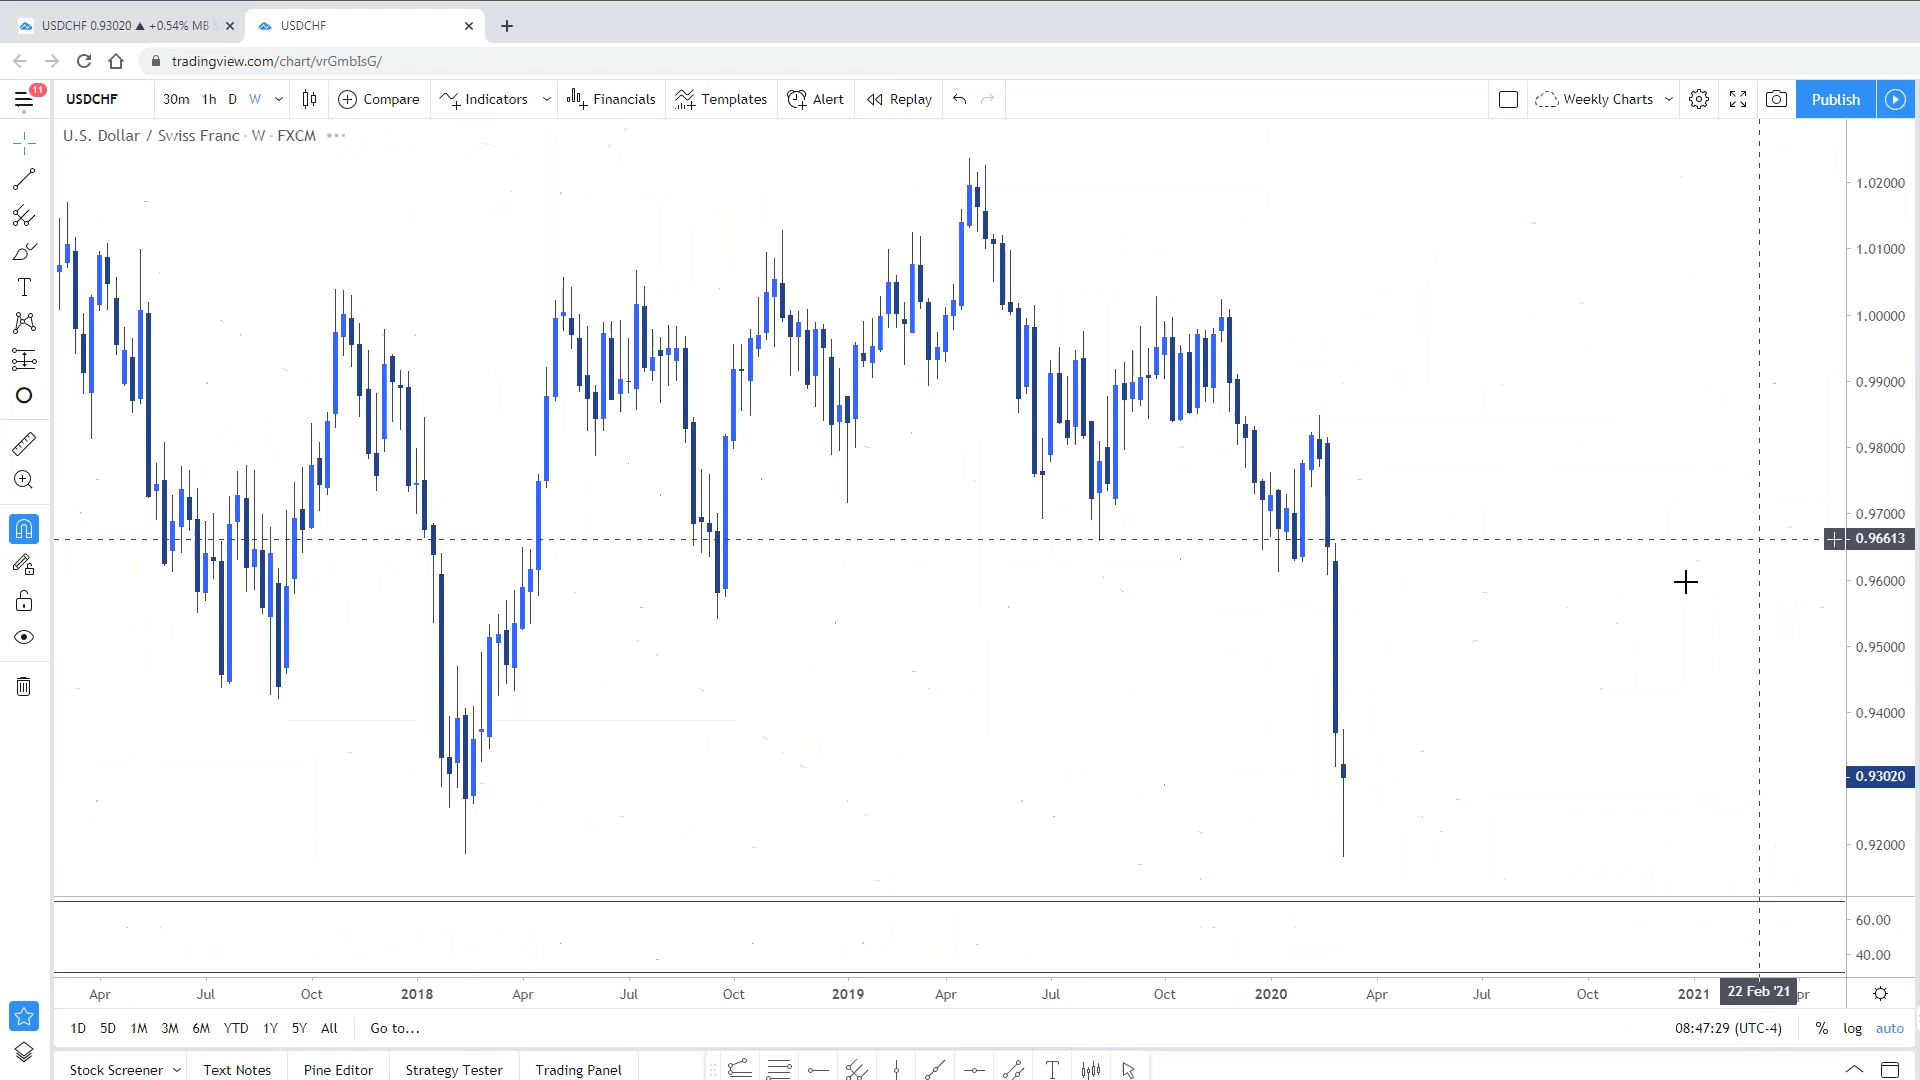 USDCHF 0.93020 ▲ +0.54% MB
USDCHF
tradingview.com/chart/vrGmbIsG/
11
USDCHF 30m 1h D W Compare Indicators Financials Templates Alert Replay Weekly Charts Publish
U.S. Dollar / Swiss Franc · W · FXCM
1.02000
1.01000
1.00000
0.99000
0.98000
0.97000
0.96613
0.96000
0.95000
0.94000
0.93020
0.92000
60.00
40.00
Apr Jul Oct 2018 Apr Jul Oct 2019 Apr Jul Oct 2020 Apr Jul Oct 2021 22 Feb '21 pr
1D 5D 1M 3M 6M YTD 1Y 5Y All Go to... 08:47:29 (UTC-4) % log auto
Stock Screener Text Notes Pine Editor Strategy Tester Trading Panel